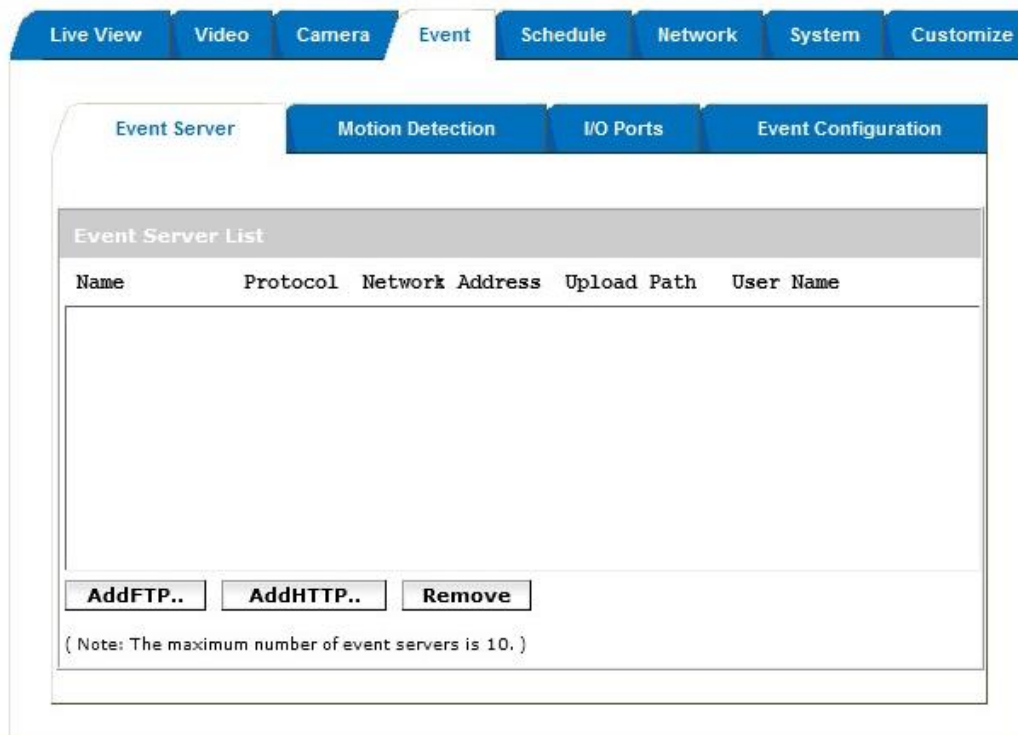 Live View Video Camera Event Schedule Network System Customize
Event Server Motion Detection I/O Ports Event Configuration
Event Server List
Name Protocol Network Address Upload Path User Name
AddFTP.. AddHTTP.. Remove
( Note: The maximum number of event servers is 10. )